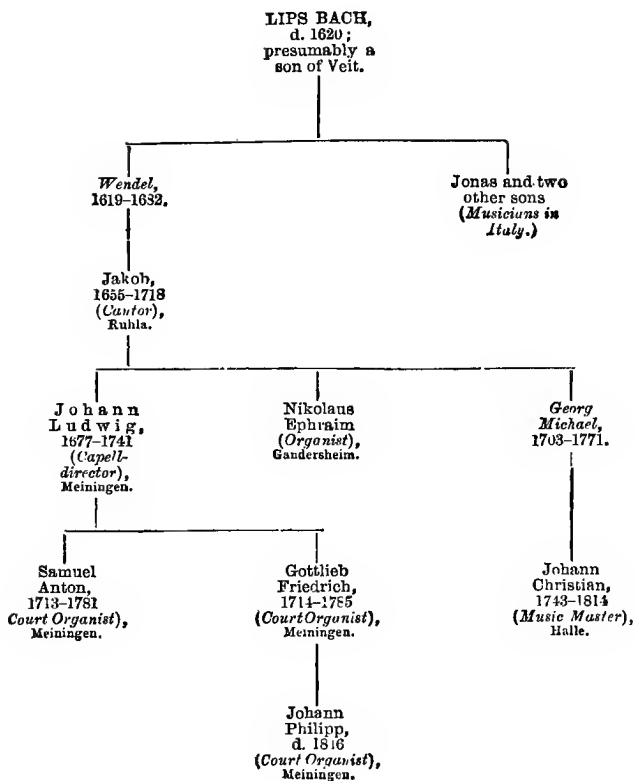 LIPS BACH,
d. 1620;
presumably a
son of Veit.
Wendel,
1619–1682.
Jonas and two
other sons
(Musicians in
Italy.)
Jakob,
1655–1718
(Cantor),
Ruhla.
Johann
Ludwig,
1677–1741
(Capell-
director),
Meiningen.
Nikolaus
Ephraim
(Organist),
Gandersheim.
Georg
Michael,
1703–1771.
Samuel
Anton,
1713–1781
Court Organist),
Meiningen.
Gottlieb
Friedrich,
1714–1785
(Court Organist),
Meiningen.
Johann
Christian,
1743–1814
(Music Master),
Halle.
Johann
Philipp,
d. 1846
(Court Organist),
Meiningen.